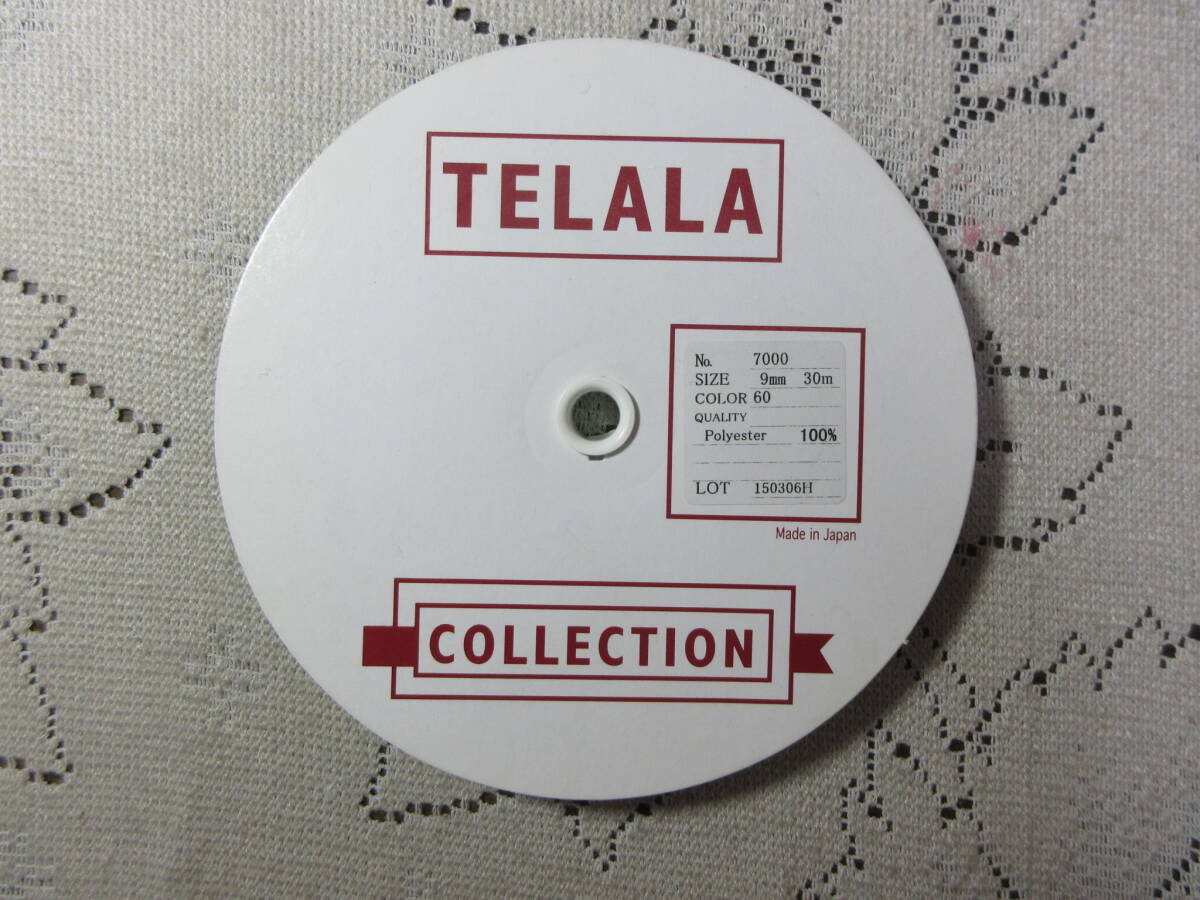 TELALA
No. 7000
SIZE 9mm 30m
COLOR 60
QUALITY
Polyester 100%
LOT 150306H
Made in Japan
COLLECTION